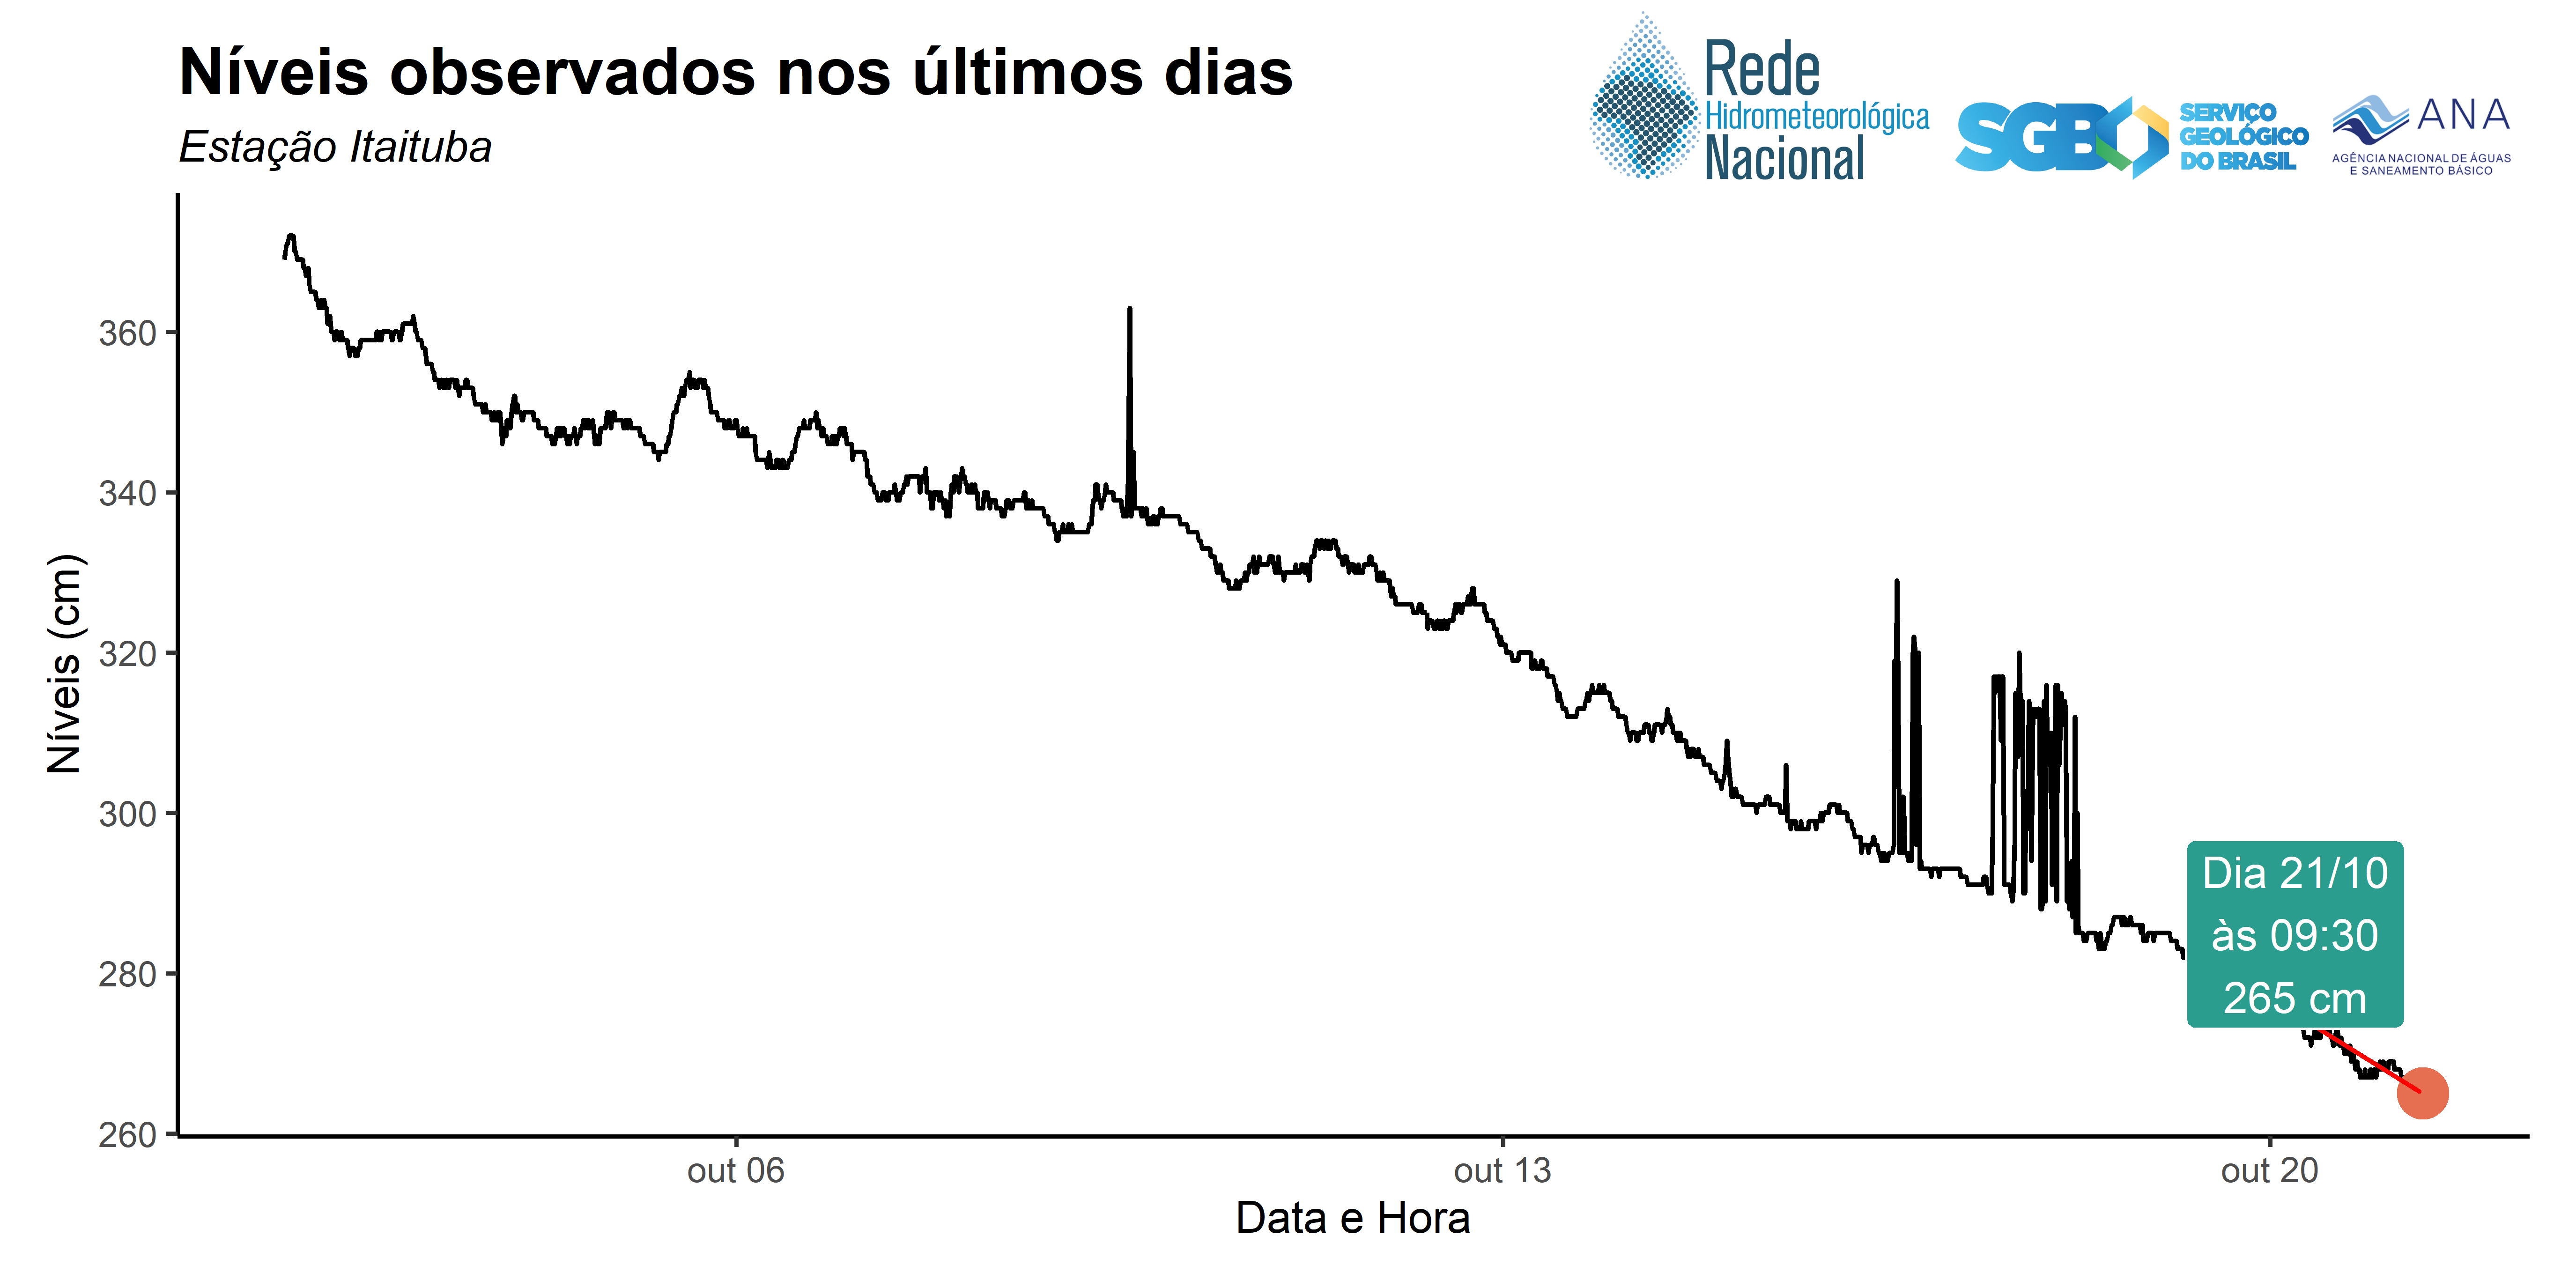 Níveis observados nos últimos dias
Estação Itaituba
Rede
Hidrometeorológica
Nacional
SGB
SERVIÇO
GEOLÓGICO
DO BRASIL
ANA
AGÊNCIA NACIONAL DE ÁGUAS
E SANEAMENTO BÁSICO
Níveis (cm)
360
340
320
300
280
260
Dia 21/10
às 09:30
265 cm
out 06
out 13
out 20
Data e Hora